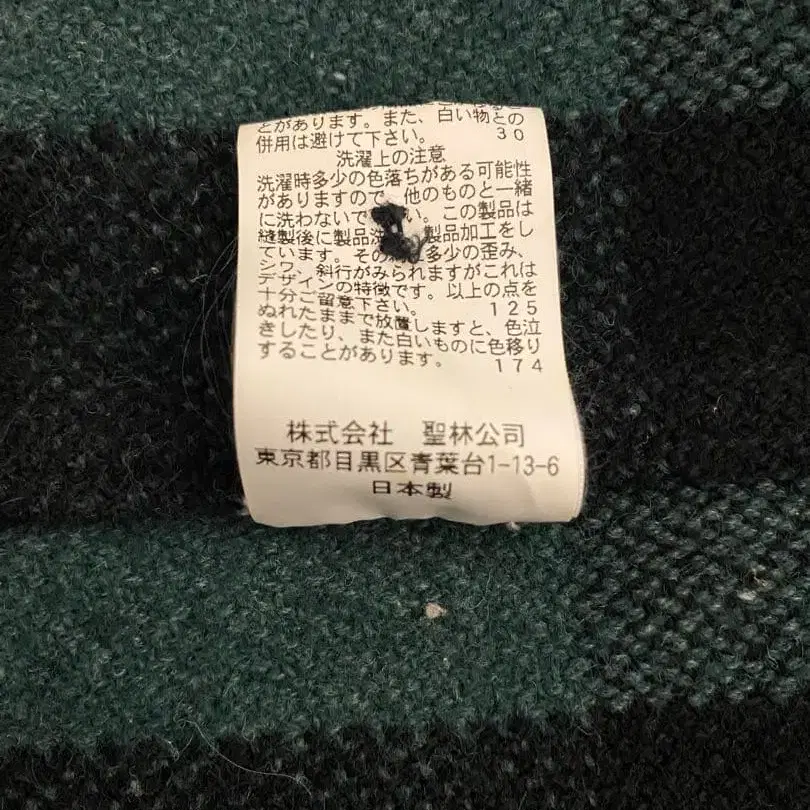 とがあります。また、白い物との
併用は避けて下さい。 30
洗濯上の注意
洗濯時多少の色落ちがある可能性
がありますので、他のものと一緒
に洗わないで い。この製品は
縫製後に製品洗 製品加工をし
ています。その 多少の歪み、
シワ、斜行がみられますがこれは
デザインの特徴です。以上の点を
十分ご留意下さい。 125
ぬれたままで放置しますと、色泣
きしたり、また白いものに色移り
することがあります。 174
株式会社 聖林公司
東京都目黒区青葉台1-13-6
日本製